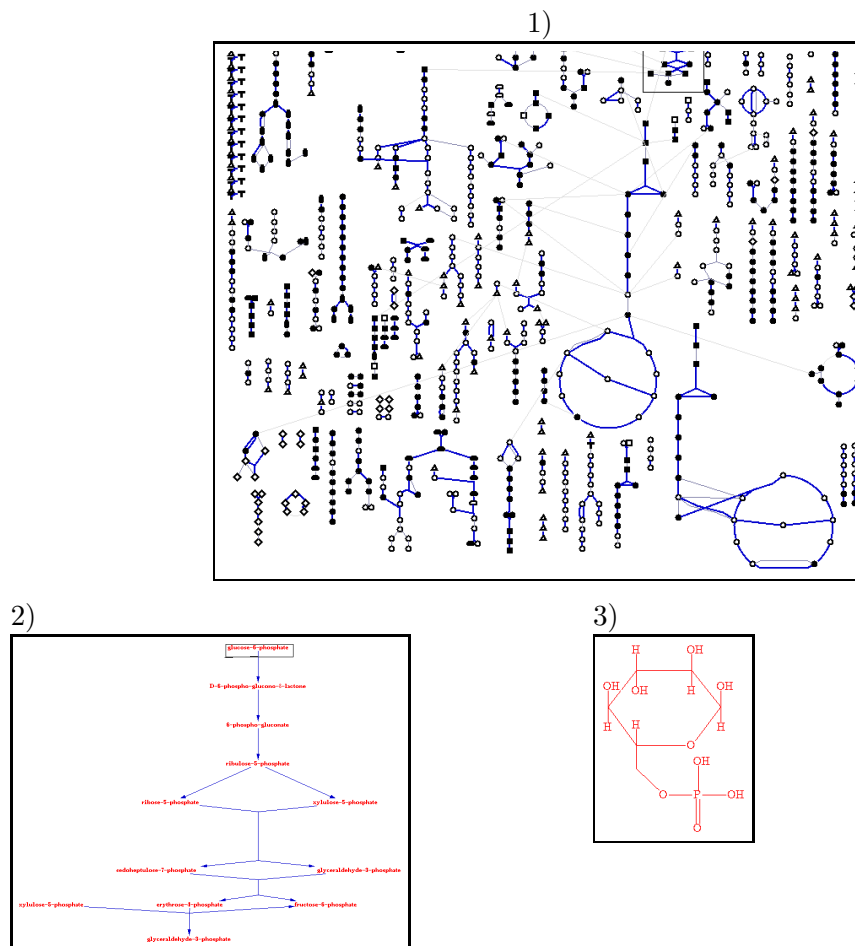 1)
2)
glucose-6-phosphate
D-6-phospho-glucono-δ-lactone
6-phospho-gluconate
ribulose-5-phosphate
ribose-5-phosphate xylulose-5-phosphate
sedoheptulose-7-phosphate glyceraldehyde-3-phosphate
xylulose-5-phosphate erythrose-4-phosphate fructose-6-phosphate
glyceraldehyde-3-phosphate
3)
H OH
OH OH H OH
H H H
O
OH
O P OH
O